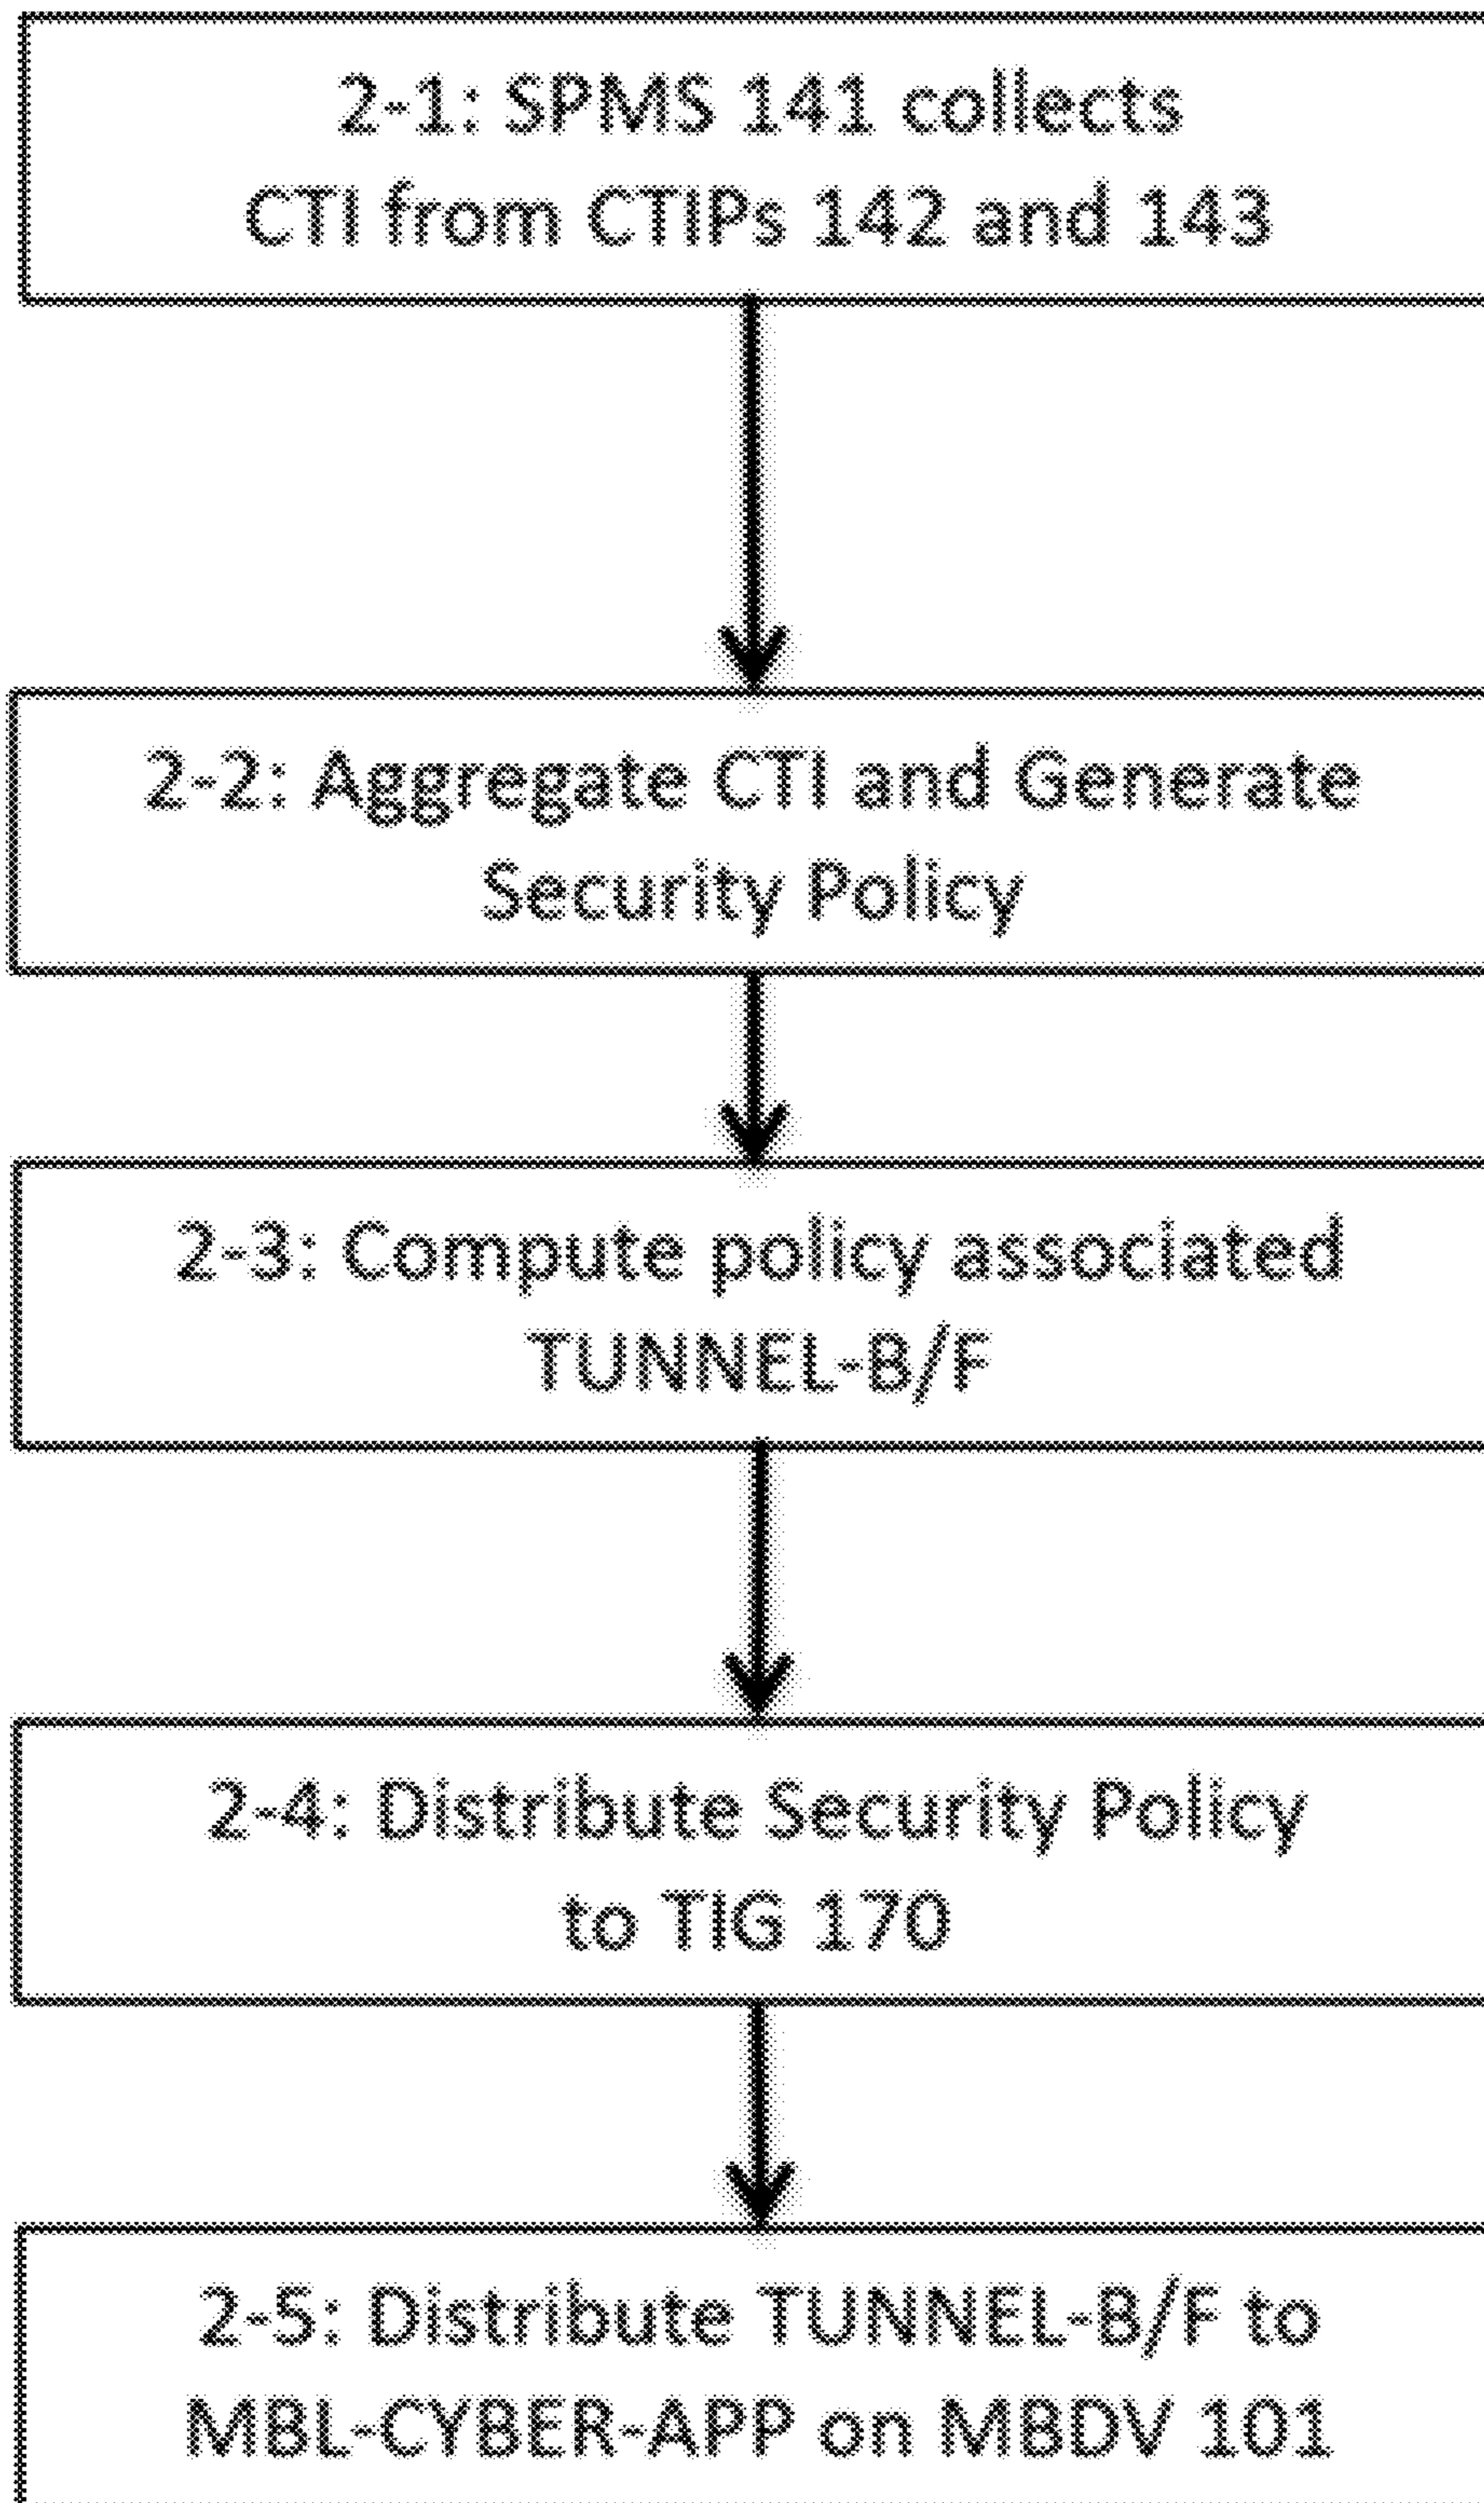 2-1: SPMS 141 collects
CTI from CTIPs 142 and 143
2-2: Aggregate CTI and Generate
Security Policy
2-3: Compute policy associated
TUNNEL-B/F
2-4: Distribute Security Policy
to TIG 170
2-5: Distribute TUNNEL-B/F to
MBL-CYBER-APP on MBDV 101